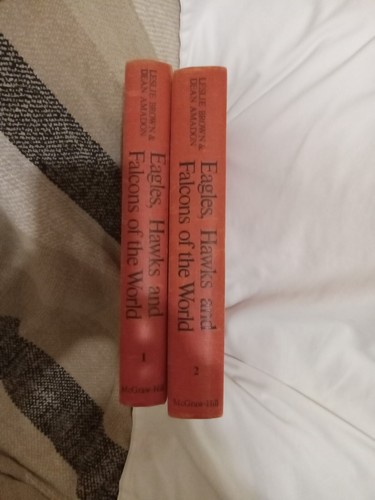 LESLIE BROWN &
DEAN AMADON
Eagles, Hawks and
Falcons of the World
1
McGraw-Hill
LESLIE BROWN &
DEAN AMADON
Eagles, Hawks and
Falcons of the World
2
McGraw-Hill